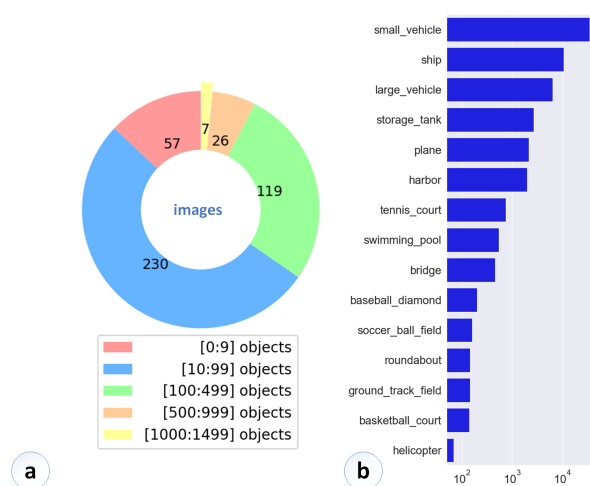 57
7
26
119
230
images
[0:9] objects
[10:99] objects
[100:499] objects
[500:999] objects
[1000:1499] objects
a
small_vehicle
ship
large_vehicle
storage_tank
plane
harbor
tennis_court
swimming_pool
bridge
baseball_diamond
soccer_ball_field
roundabout
ground_track_field
basketball_court
helicopter
10² 10³ 10⁴
b